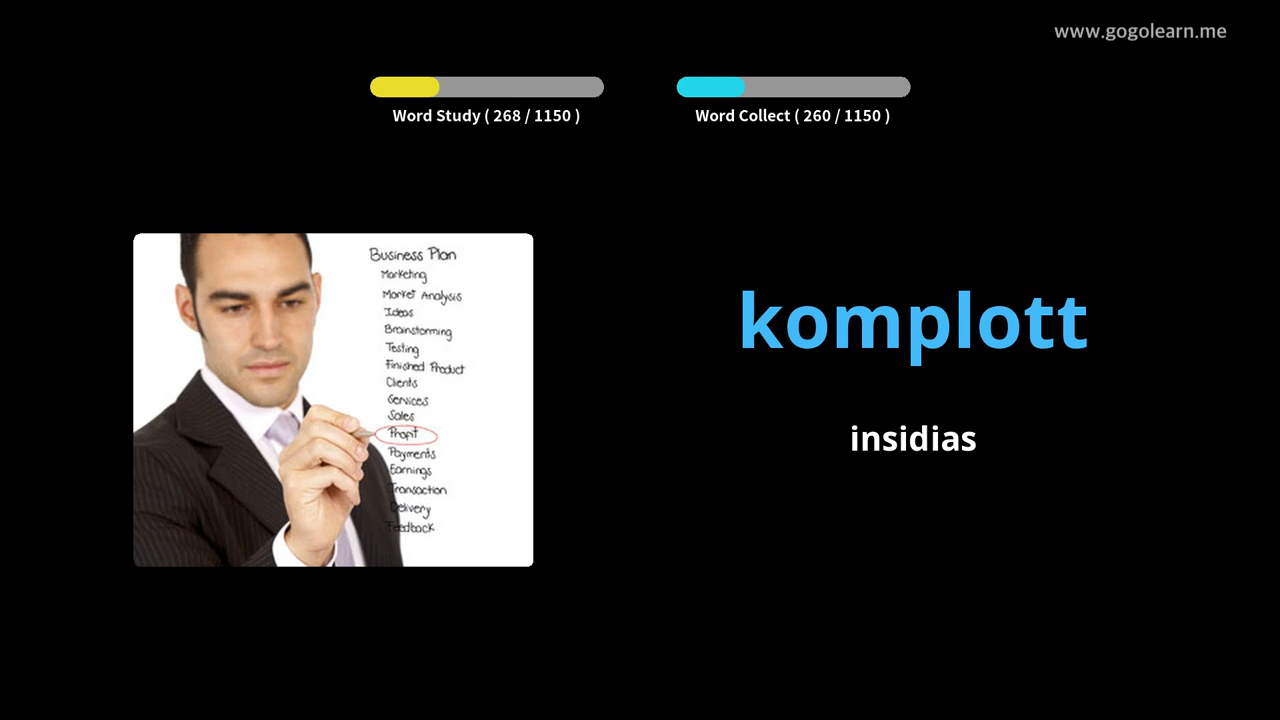 www.gogolearn.me
Word Study ( 268 / 1150 )
Word Collect ( 260 / 1150 )
Business Plan
Marketing
Market Analysis
Ideas
Brainstorming
Testing
Finished Product
Clients
Services
Sales
Profit
Payments
Earnings
Transaction
Delivery
Feedback
komplott
insidias